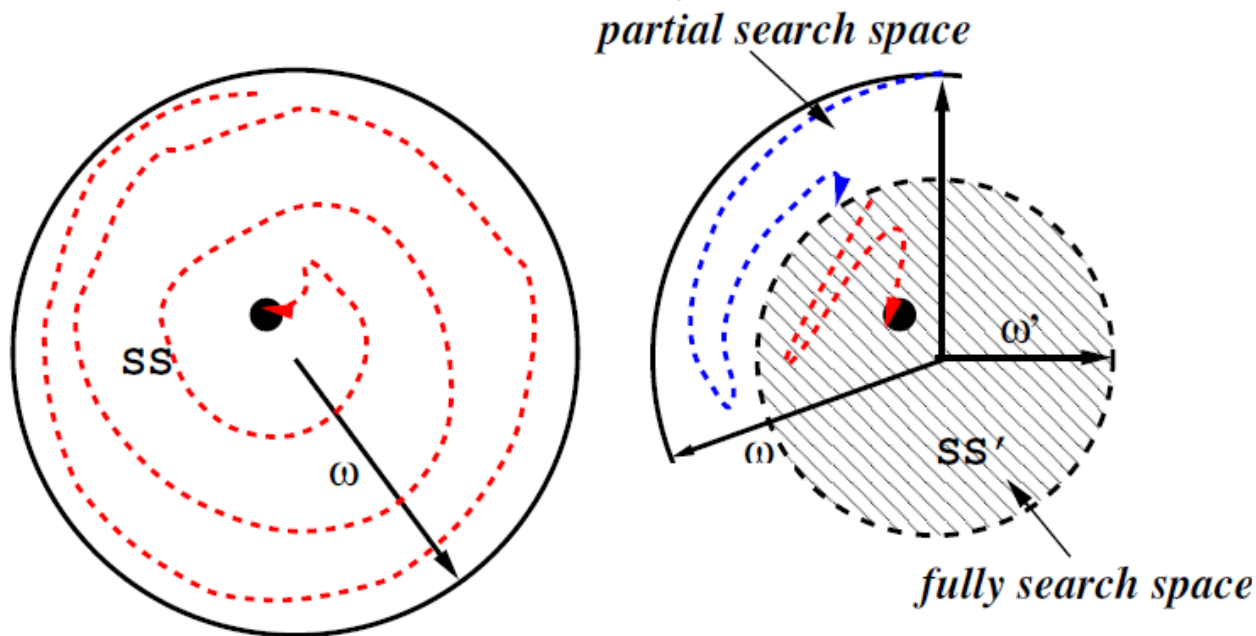 partial search space
ss
ω
ω'
ω
ss'
fully search space